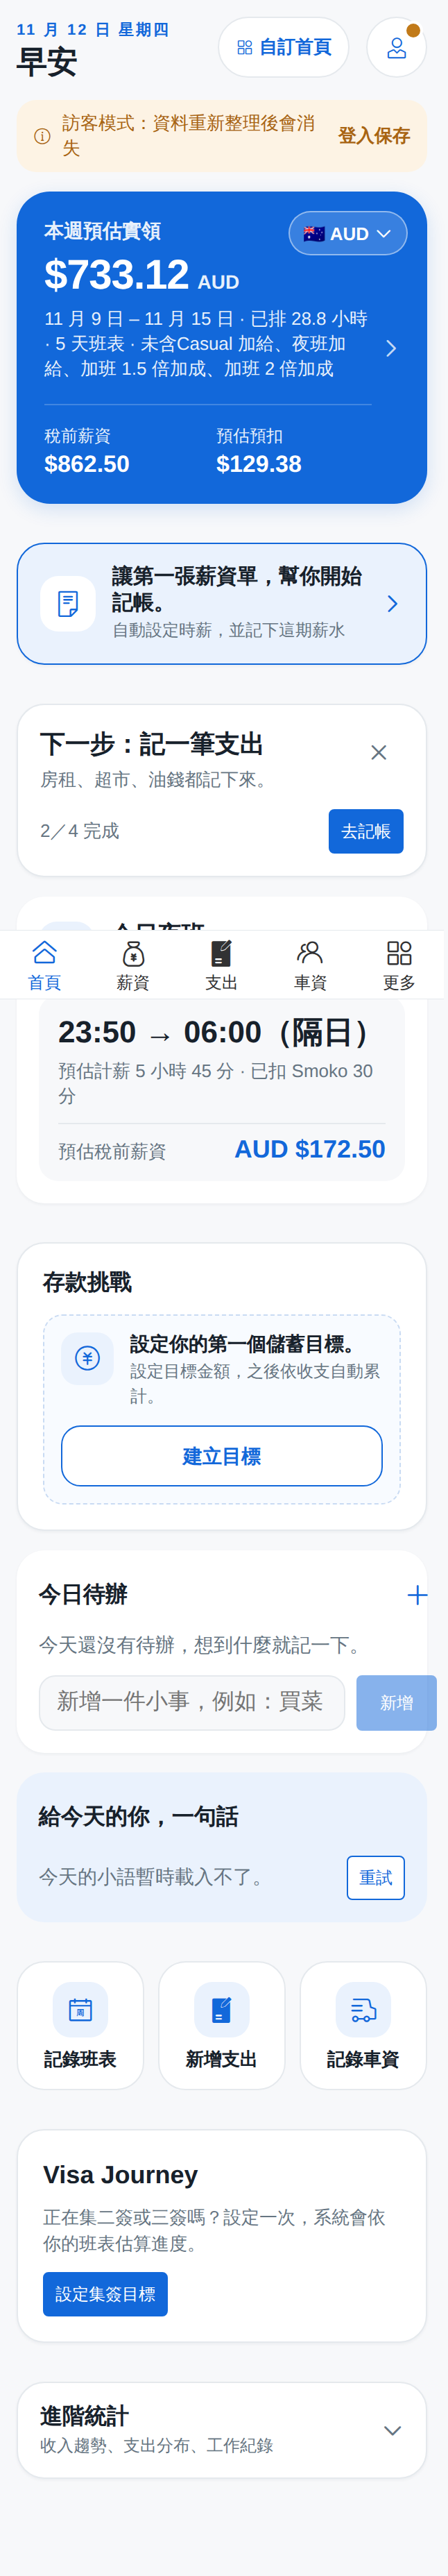 11 月 12 日 星期四
早安
自訂首頁
訪客模式：資料重新整理後會消
失
登入保存
本週預估實領
AUD
$733.12 AUD
11 月 9 日 – 11 月 15 日 · 已排 28.8 小時
· 5 天班表 · 未含Casual 加給、夜班加
給、加班 1.5 倍加成、加班 2 倍加成
稅前薪資
預估預扣
$862.50
$129.38
讓第一張薪資單，幫你開始
記帳。
自動設定時薪，並記下這期薪水
下一步：記一筆支出
房租、超市、油錢都記下來。
2／4 完成
去記帳
首頁
薪資
支出
車資
更多
23:50 → 06:00（隔日）
預估計薪 5 小時 45 分 · 已扣 Smoko 30
分
預估稅前薪資
AUD $172.50
存款挑戰
設定你的第一個儲蓄目標。
設定目標金額，之後依收支自動累
計。
建立目標
今日待辦
今天還沒有待辦，想到什麼就記一下。
新增一件小事，例如：買菜
新增
給今天的你，一句話
今天的小語暫時載入不了。
重試
周
記錄班表
新增支出
記錄車資
Visa Journey
正在集二簽或三簽嗎？設定一次，系統會依
你的班表估算進度。
設定集簽目標
進階統計
收入趨勢、支出分布、工作紀錄